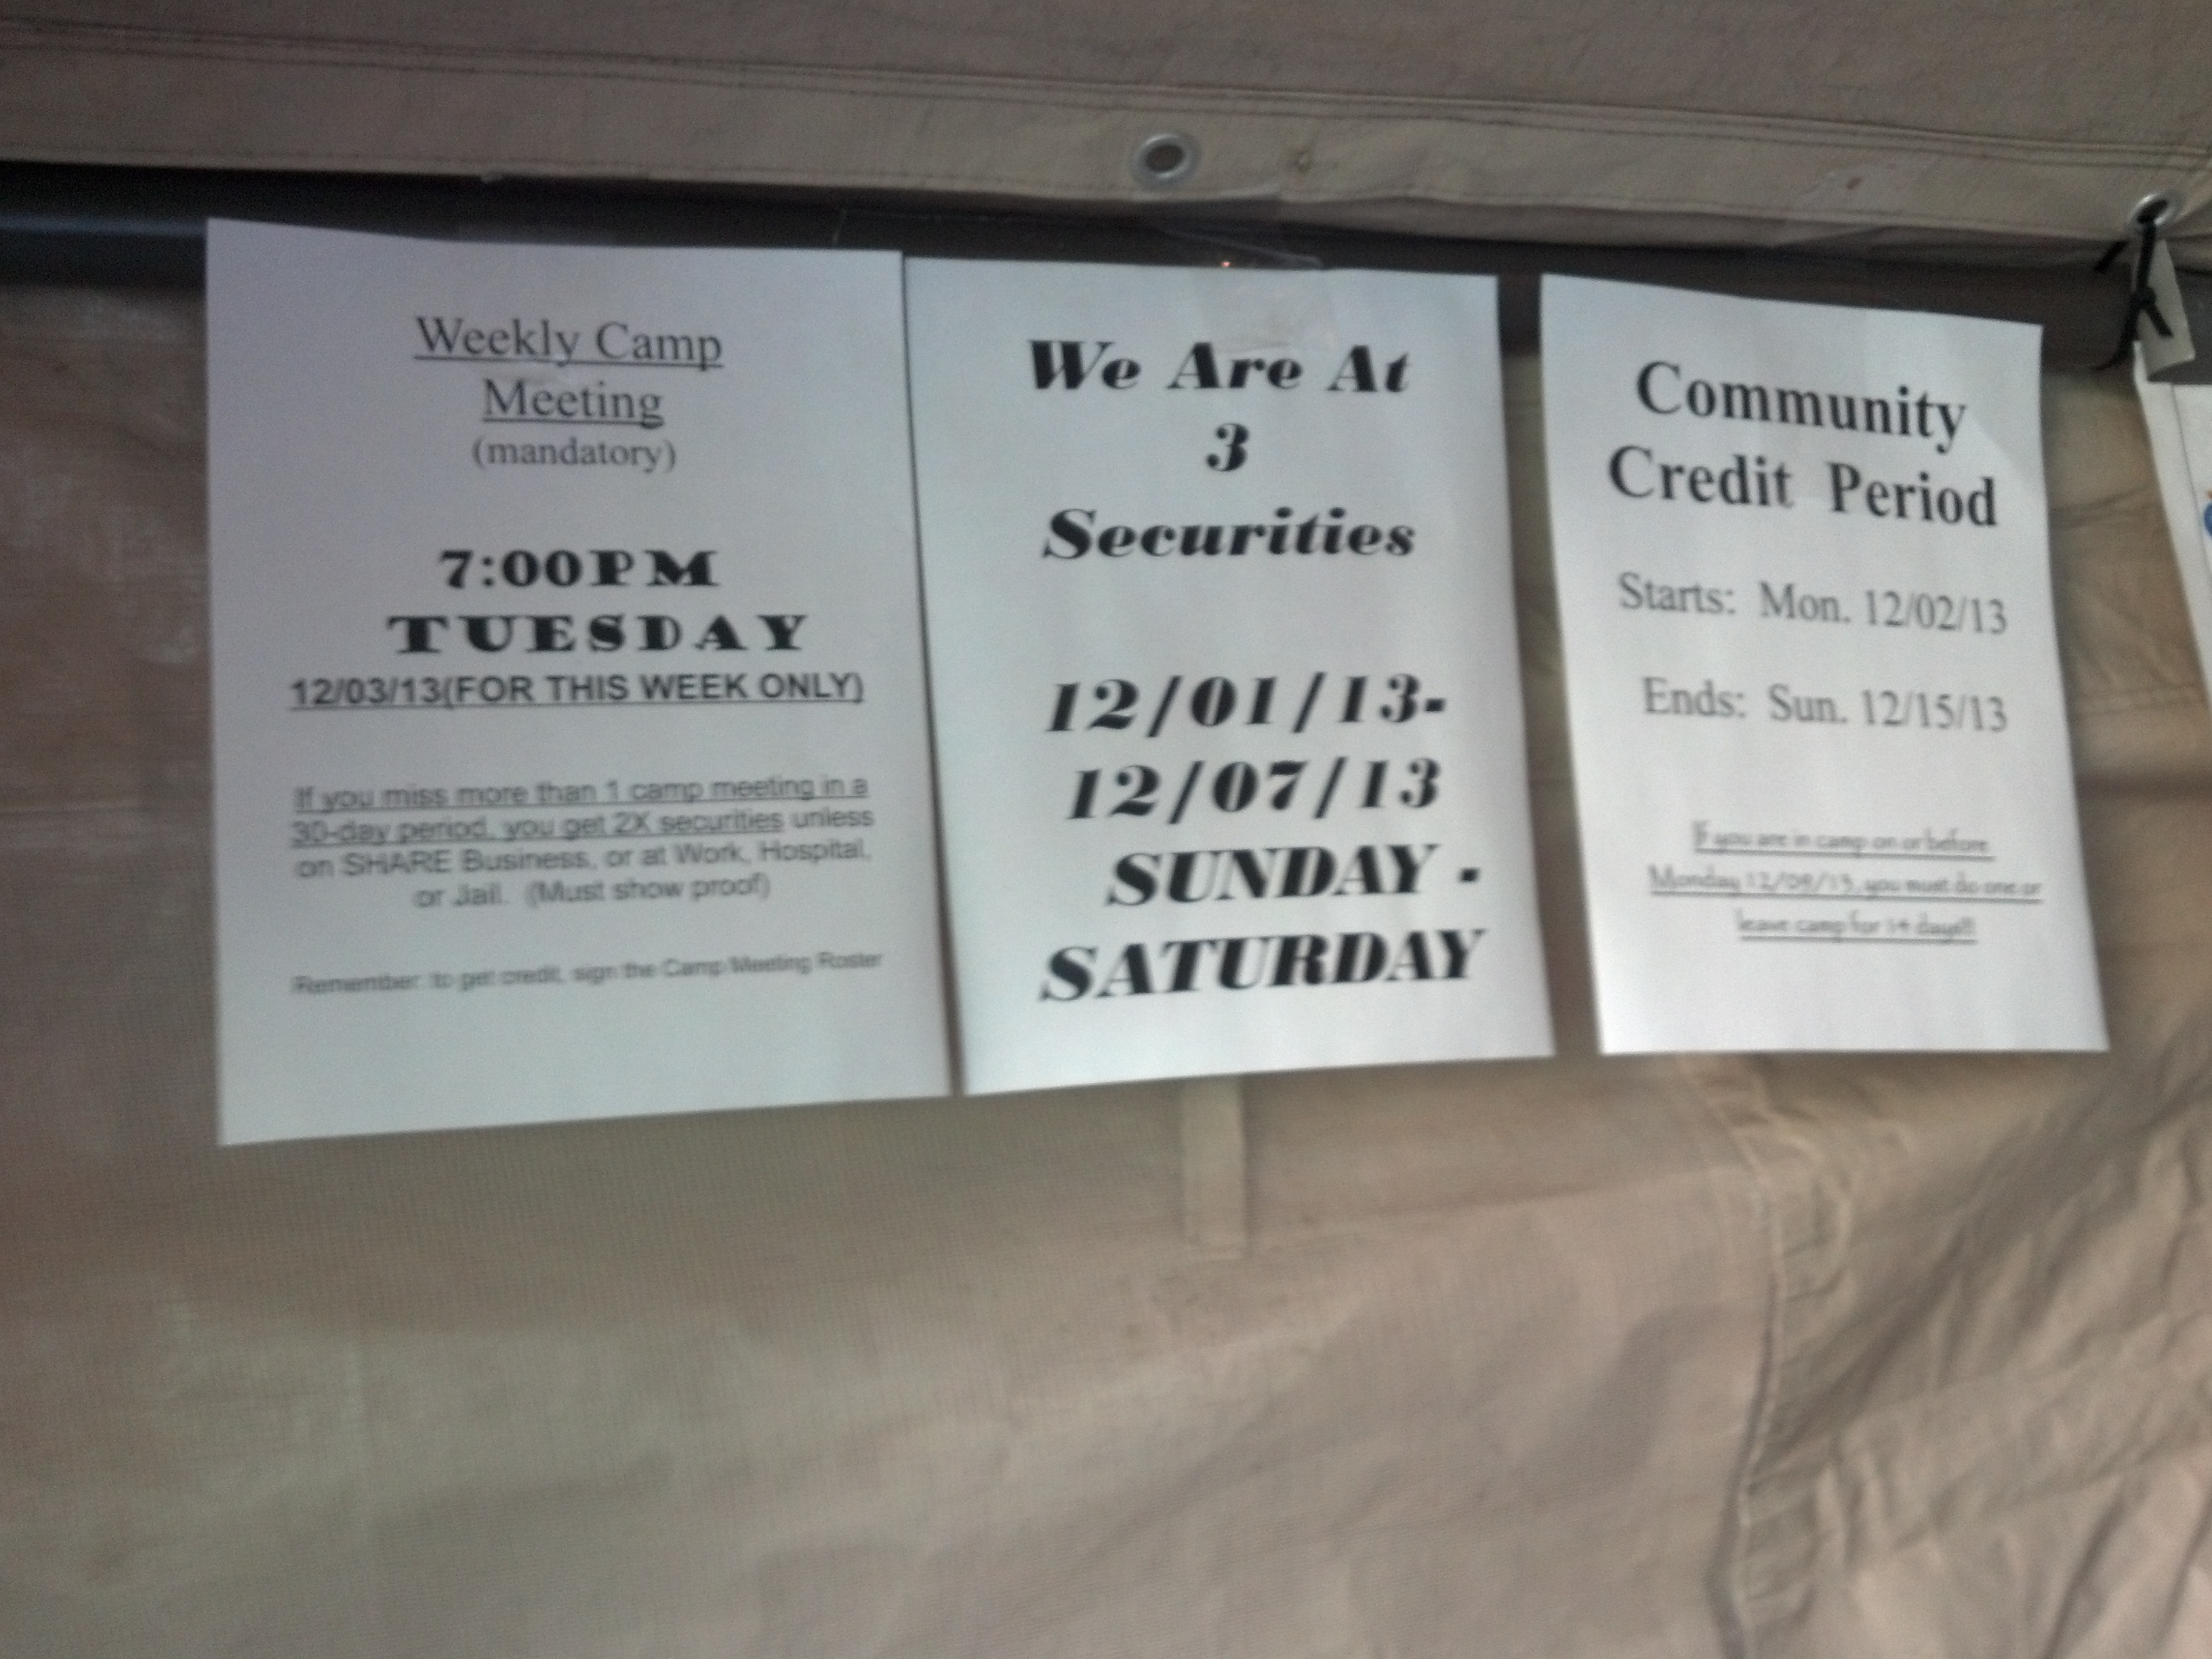 Weekly Camp
Meeting
(mandatory)
7:00PM
TUESDAY
12/03/13(FOR THIS WEEK ONLY)
If you miss more than 1 camp meeting in a
30-day period, you get 2X securities unless
on SHARE Business, or at Work, Hospital,
or Jail. (Must show proof)
Remember: to get credit, sign the Camp Meeting Roster
We Are At
3
Securities
12/01/13-
12/07/13
SUNDAY -
SATURDAY
Community
Credit Period
Starts: Mon. 12/02/13
Ends: Sun. 12/15/13
If you are in camp on or before
Monday 12/09/13, you must do one or
leave camp for 14 days!!!